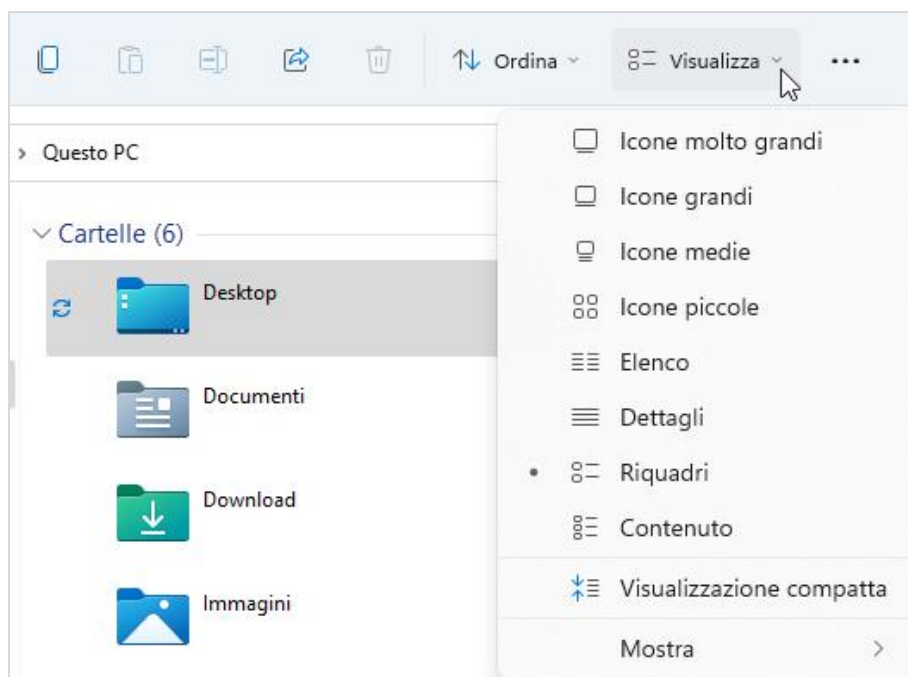 Ordina
Visualizza
Questo PC
Cartelle (6)
Desktop
Documenti
Download
Immagini
Icone molto grandi
Icone grandi
Icone medie
Icone piccole
Elenco
Dettagli
Riquadri
Contenuto
Visualizzazione compatta
Mostra